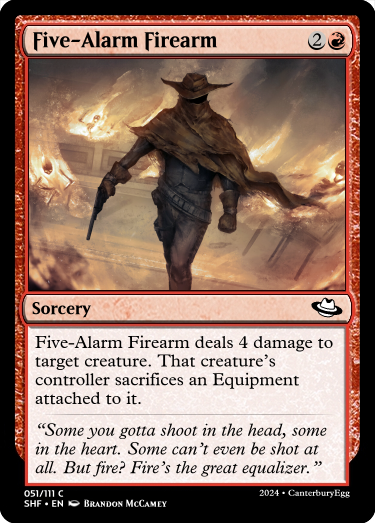 Five-Alarm Firearm 2
Sorcery
Five-Alarm Firearm deals 4 damage to
target creature. That creature's
controller sacrifices an Equipment
attached to it.
“Some you gotta shoot in the head, some
in the heart. Some can't even be shot at
all. But fire? Fire's the great equalizer.”
051/111 C
SHF • EN Brandon McCamey
2024 • CanterburyEgg